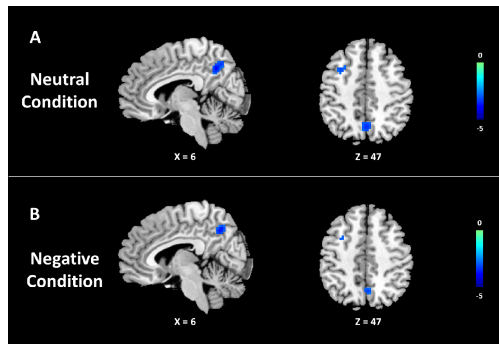 A
Neutral
Condition
X = 6
Z = 47
0
-5
B
Negative
Condition
X = 6
Z = 47
0
-5